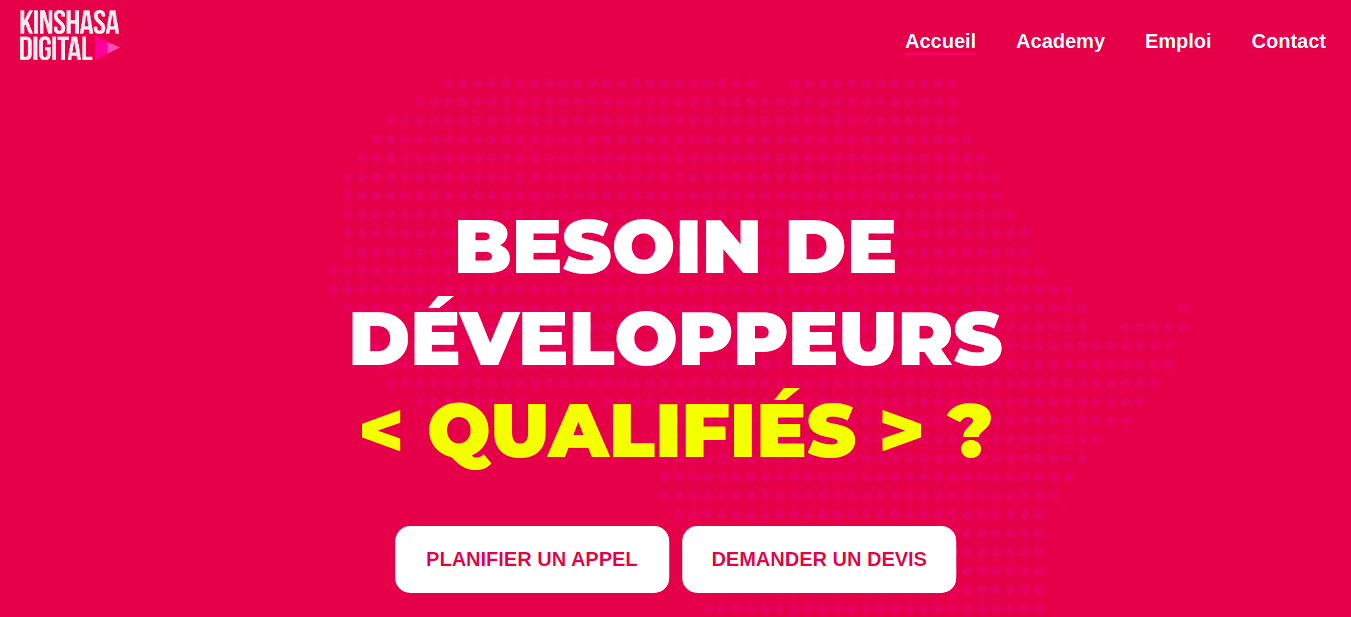 KINSHASA
DIGITAL
Accueil Academy Emploi Contact
BESOIN DE
DÉVELOPPEURS
< QUALIFIÉS > ?
PLANIFIER UN APPEL DEMANDER UN DEVIS